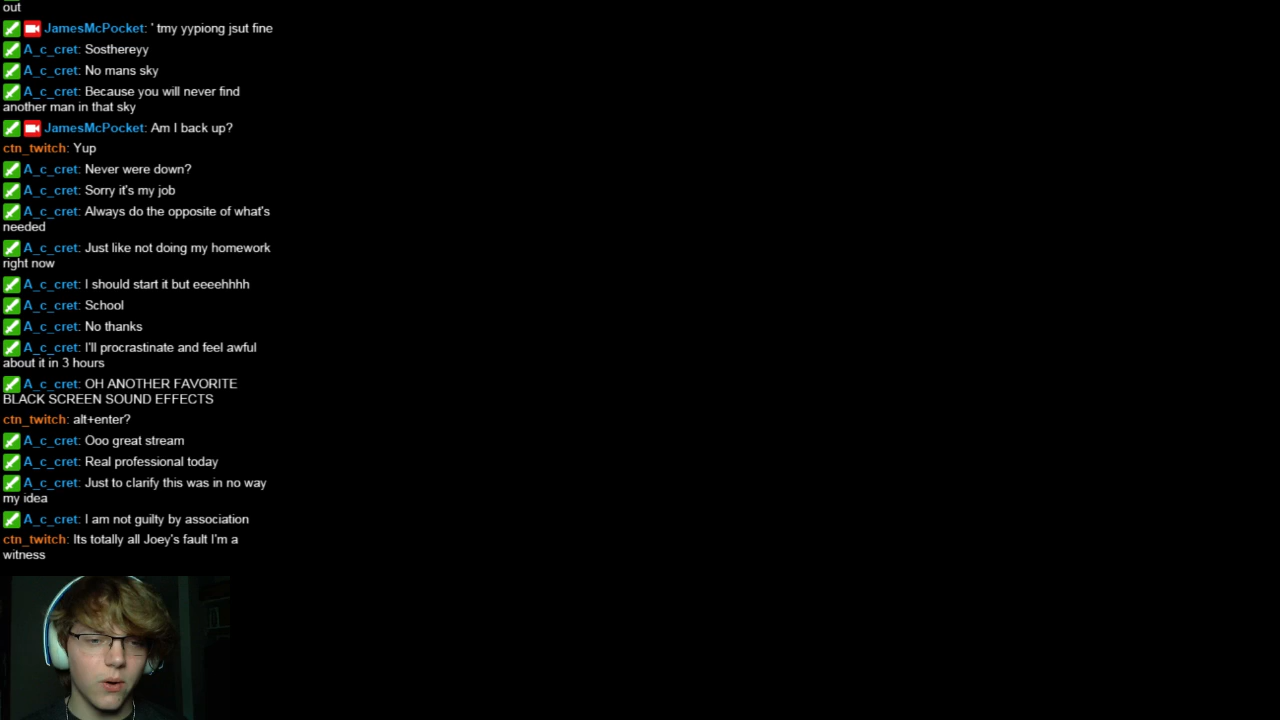 out
JamesMcPocket: ' tmy yypiong jsut fine
A_c_cret: Sosthereyy
A_c_cret: No mans sky
A_c_cret: Because you will never find
another man in that sky
JamesMcPocket: Am I back up?
ctn_twitch: Yup
A_c_cret: Never were down?
A_c_cret: Sorry it's my job
A_c_cret: Always do the opposite of what's
needed
A_c_cret: Just like not doing my homework
right now
A_c_cret: I should start it but eeeehhhh
A_c_cret: School
A_c_cret: No thanks
A_c_cret: I'll procrastinate and feel awful
about it in 3 hours
A_c_cret: OH ANOTHER FAVORITE
BLACK SCREEN SOUND EFFECTS
ctn_twitch: alt+enter?
A_c_cret: Ooo great stream
A_c_cret: Real professional today
A_c_cret: Just to clarify this was in no way
my idea
A_c_cret: I am not guilty by association
ctn_twitch: Its totally all Joey's fault I'm a
witness